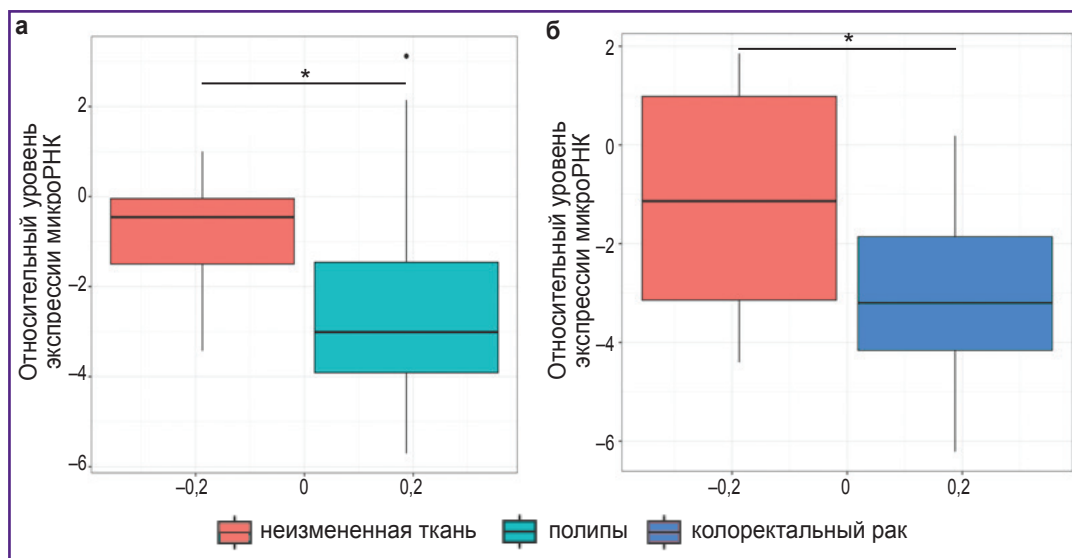 а
*
2
0
–2
–4
–6
–0,2
0
0,2
Относительный уровень
экспрессии микроРНК
б
*
2
0
–2
–4
–6
–0,2
0
0,2
Относительный уровень
экспрессии микроРНК
неизмененная ткань
полипы
колоректальный рак